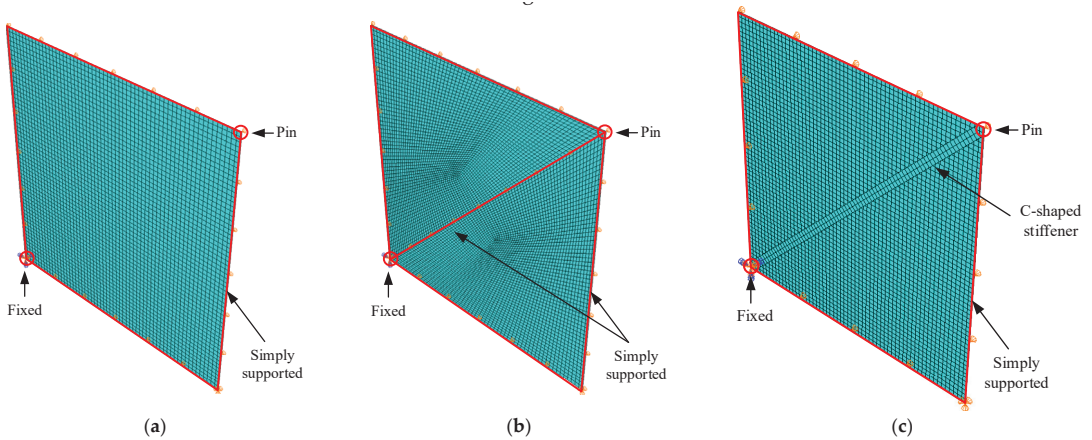 Pin
Fixed
Simply
supported
(a)
Pin
Fixed
Simply
supported
(b)
Pin
C-shaped
stiffener
Fixed
Simply
supported
(c)